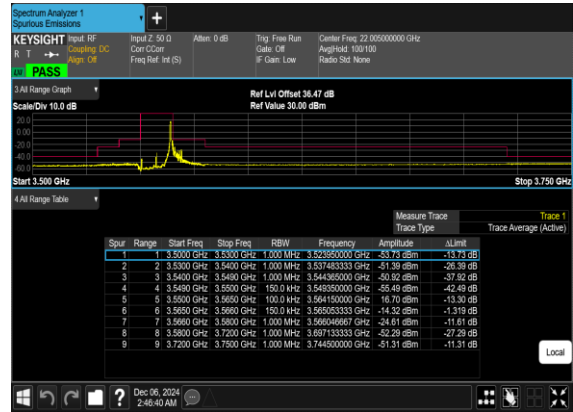 Spectrum Analyzer 1
Spurious Emissions
+
KEYSIGHT Input: RF Input Z: 50 Ω Atten: 0 dB Trig: Free Run Center Freq: 22.005000000 GHz
R T Coupling: DC Corr CCorr Gate: Off Avg|Hold: 100/100
Align: Off Freq Ref: Int (S) IF Gain: Low Radio Std: None
PASS
3 All Range Graph
Ref Lvl Offset 36.47 dB
Scale/Div 10.0 dB Ref Value 30.00 dBm
20.0
0.00
-20.0
-40.0
-60.0
Start 3.500 GHz Stop 3.750 GHz
4 All Range Table
Measure Trace Trace 1
Trace Type Trace Average (Active)
Spur Range Start Freq Stop Freq RBW Frequency Amplitude ΔLimit
1 1 3.5000 GHz 3.5300 GHz 1.000 MHz 3.523950000 GHz -53.73 dBm -13.73 dB
2 2 3.5300 GHz 3.5400 GHz 1.000 MHz 3.537483333 GHz -51.39 dBm -26.39 dB
3 3 3.5400 GHz 3.5490 GHz 1.000 MHz 3.544365000 GHz -50.92 dBm -37.92 dB
4 4 3.5490 GHz 3.5500 GHz 150.0 kHz 3.549350000 GHz -55.49 dBm -42.49 dB
5 5 3.5500 GHz 3.5650 GHz 100.0 kHz 3.564150000 GHz 16.70 dBm -13.30 dB
6 6 3.5650 GHz 3.5660 GHz 150.0 kHz 3.565053333 GHz -14.32 dBm -1.319 dB
7 7 3.5660 GHz 3.5800 GHz 1.000 MHz 3.566046667 GHz -24.61 dBm -11.61 dB
8 8 3.5800 GHz 3.7200 GHz 1.000 MHz 3.697133333 GHz -52.29 dBm -27.29 dB
9 9 3.7200 GHz 3.7500 GHz 1.000 MHz 3.744500000 GHz -51.31 dBm -11.31 dB
Local
? Dec 06, 2024
2:46:40 AM